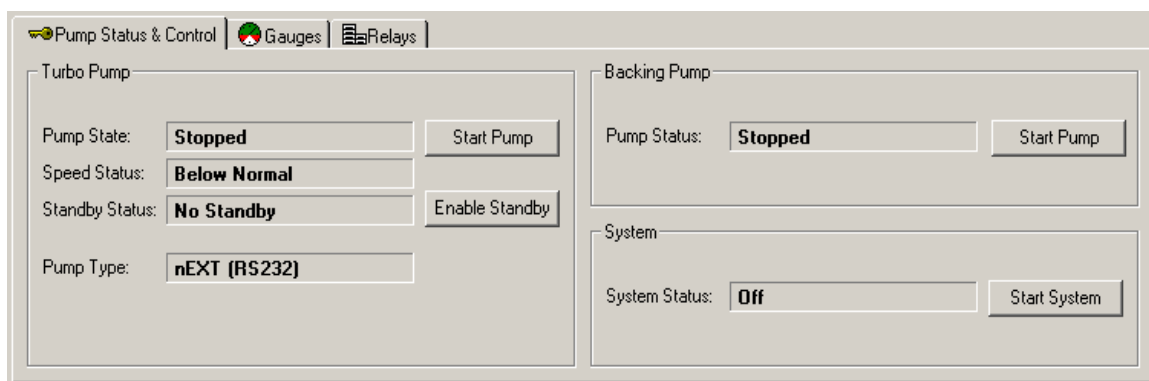 Pump Status & Control Gauges Relays
Turbo Pump
Pump State: Stopped Start Pump
Speed Status: Below Normal
Standby Status: No Standby Enable Standby
Pump Type: nEXT (RS232)
Backing Pump
Pump Status: Stopped Start Pump
System
System Status: Off Start System